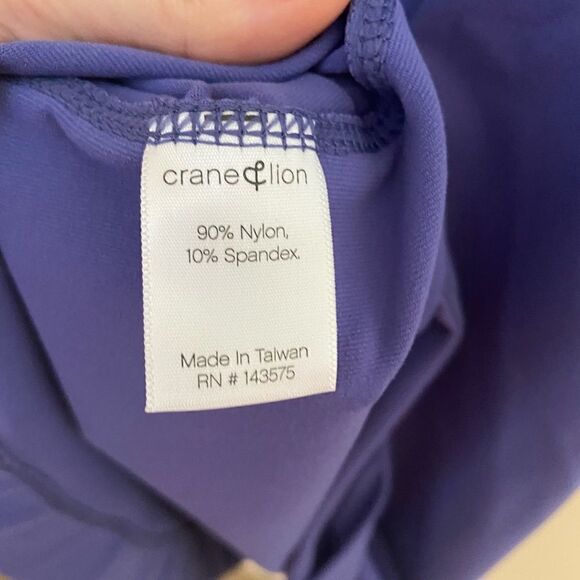 crane&lion
90% Nylon,
10% Spandex.
Made In Taiwan
RN # 143575